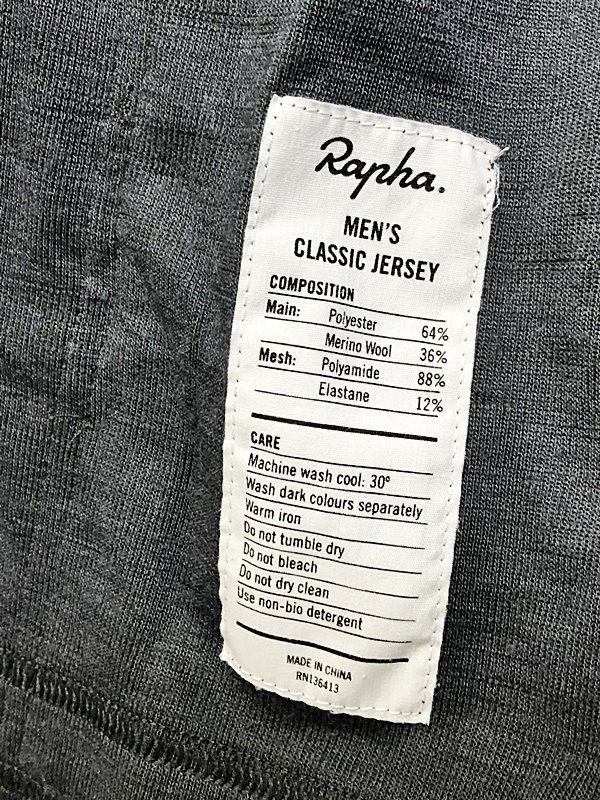 Rapha.
MEN'S
CLASSIC JERSEY
COMPOSITION
Main: Polyester 64%
Merino Wool 36%
Mesh: Polyamide 88%
Elastane 12%
CARE
Machine wash cool: 30°
Wash dark colours separately
Warm iron
Do not tumble dry
Do not bleach
Do not dry clean
Use non-bio detergent
MADE IN CHINA
RN136413